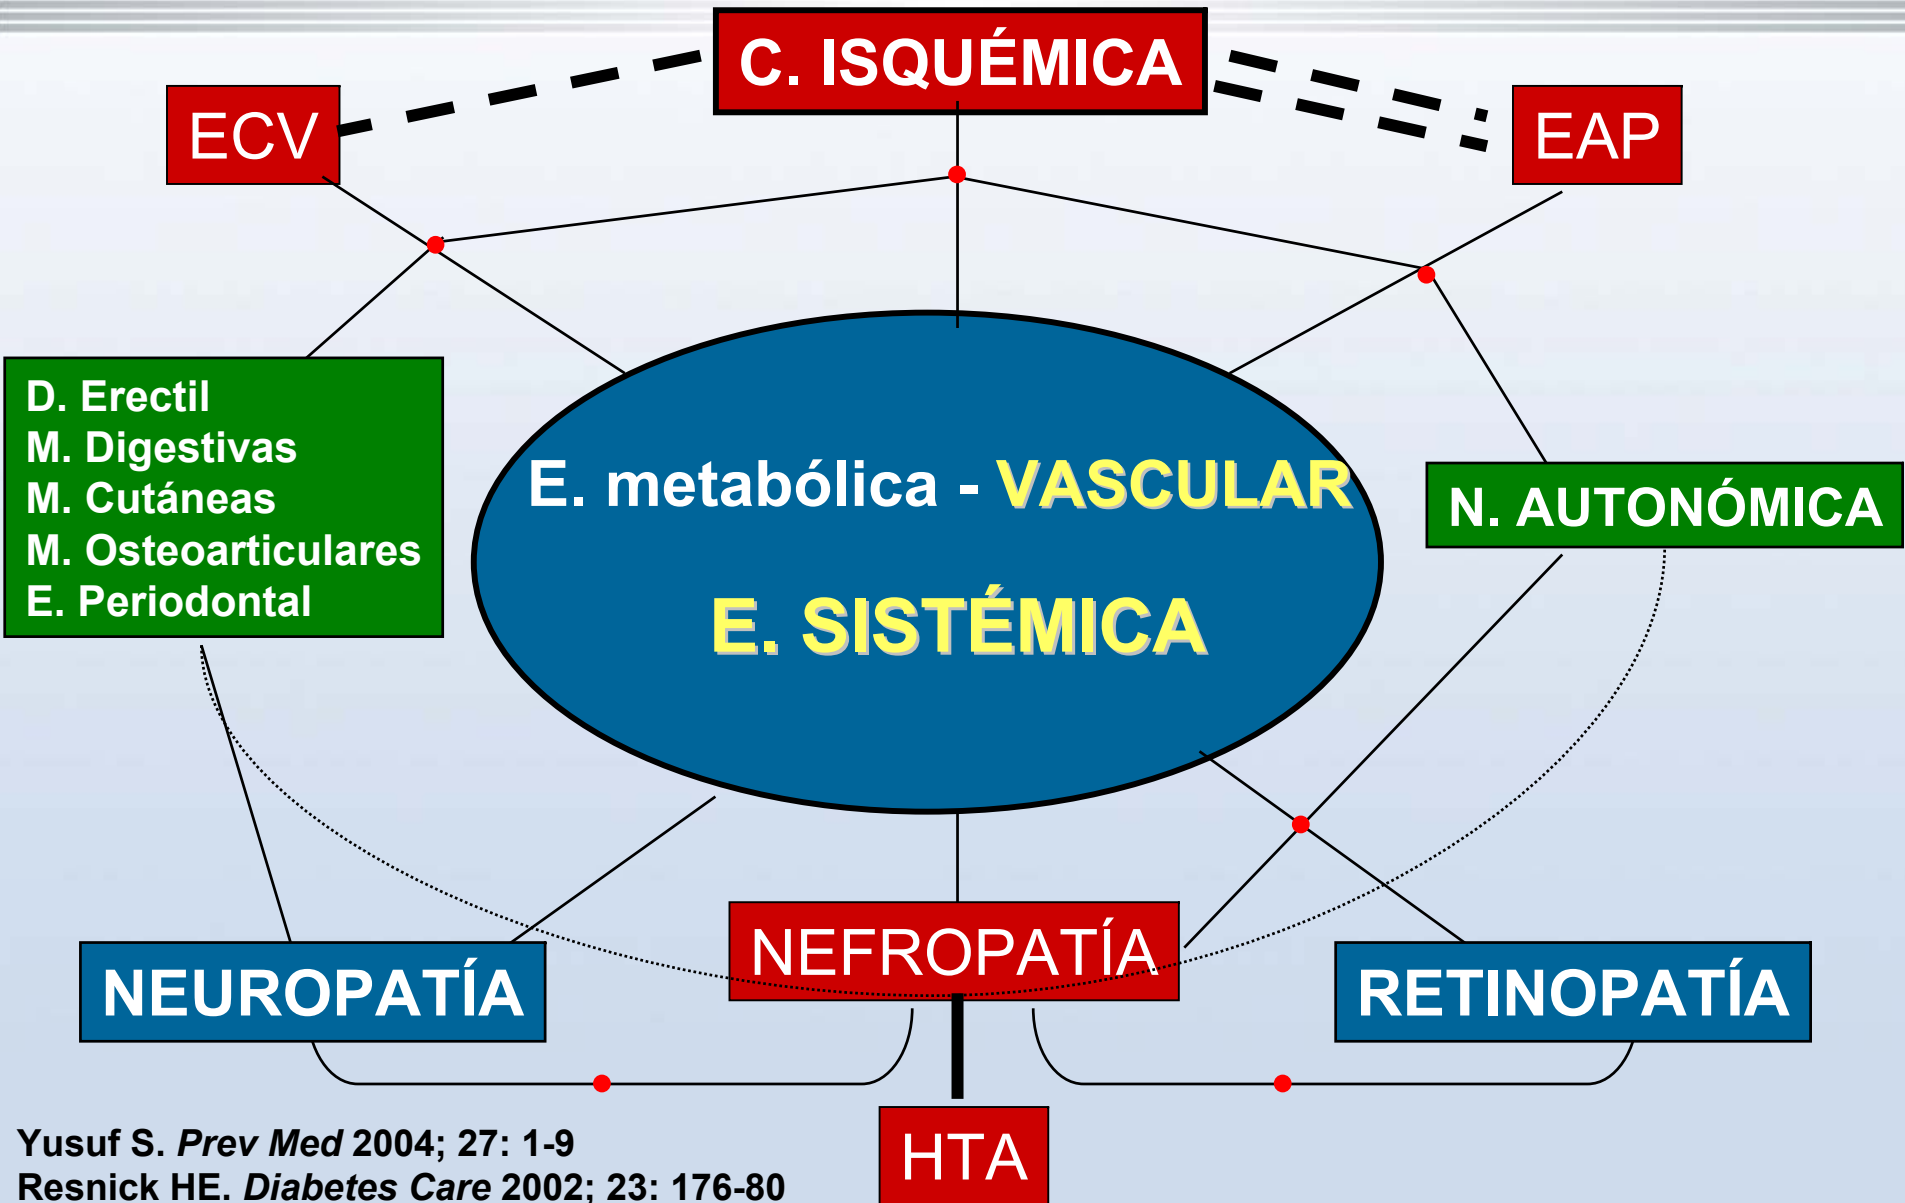 C. ISQUÉMICA
ECV
EAP
D. Erectil
M. Digestivas
M. Cutáneas
M. Osteoarticulares
E. Periodontal
E. metabólica - VASCULAR
E. SISTÉMICA
N. AUTONÓMICA
NEUROPATÍA
NEFROPATÍA
RETINOPATÍA
HTA
Yusuf S. Prev Med 2004; 27: 1-9
Resnick HE. Diabetes Care 2002; 23: 176-80